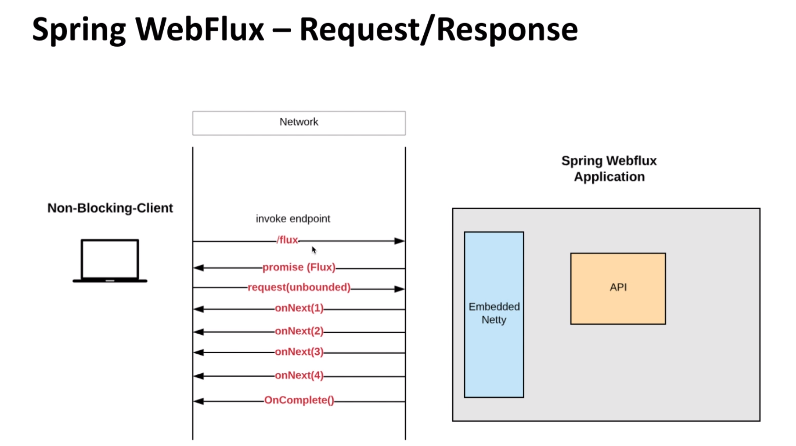 Spring WebFlux – Request/Response
Network
Spring Webflux
Application
Non-Blocking-Client
invoke endpoint
/flux
promise (Flux)
request(unbounded)
onNext(1)
onNext(2)
onNext(3)
onNext(4)
OnComplete()
Embedded
Netty
API